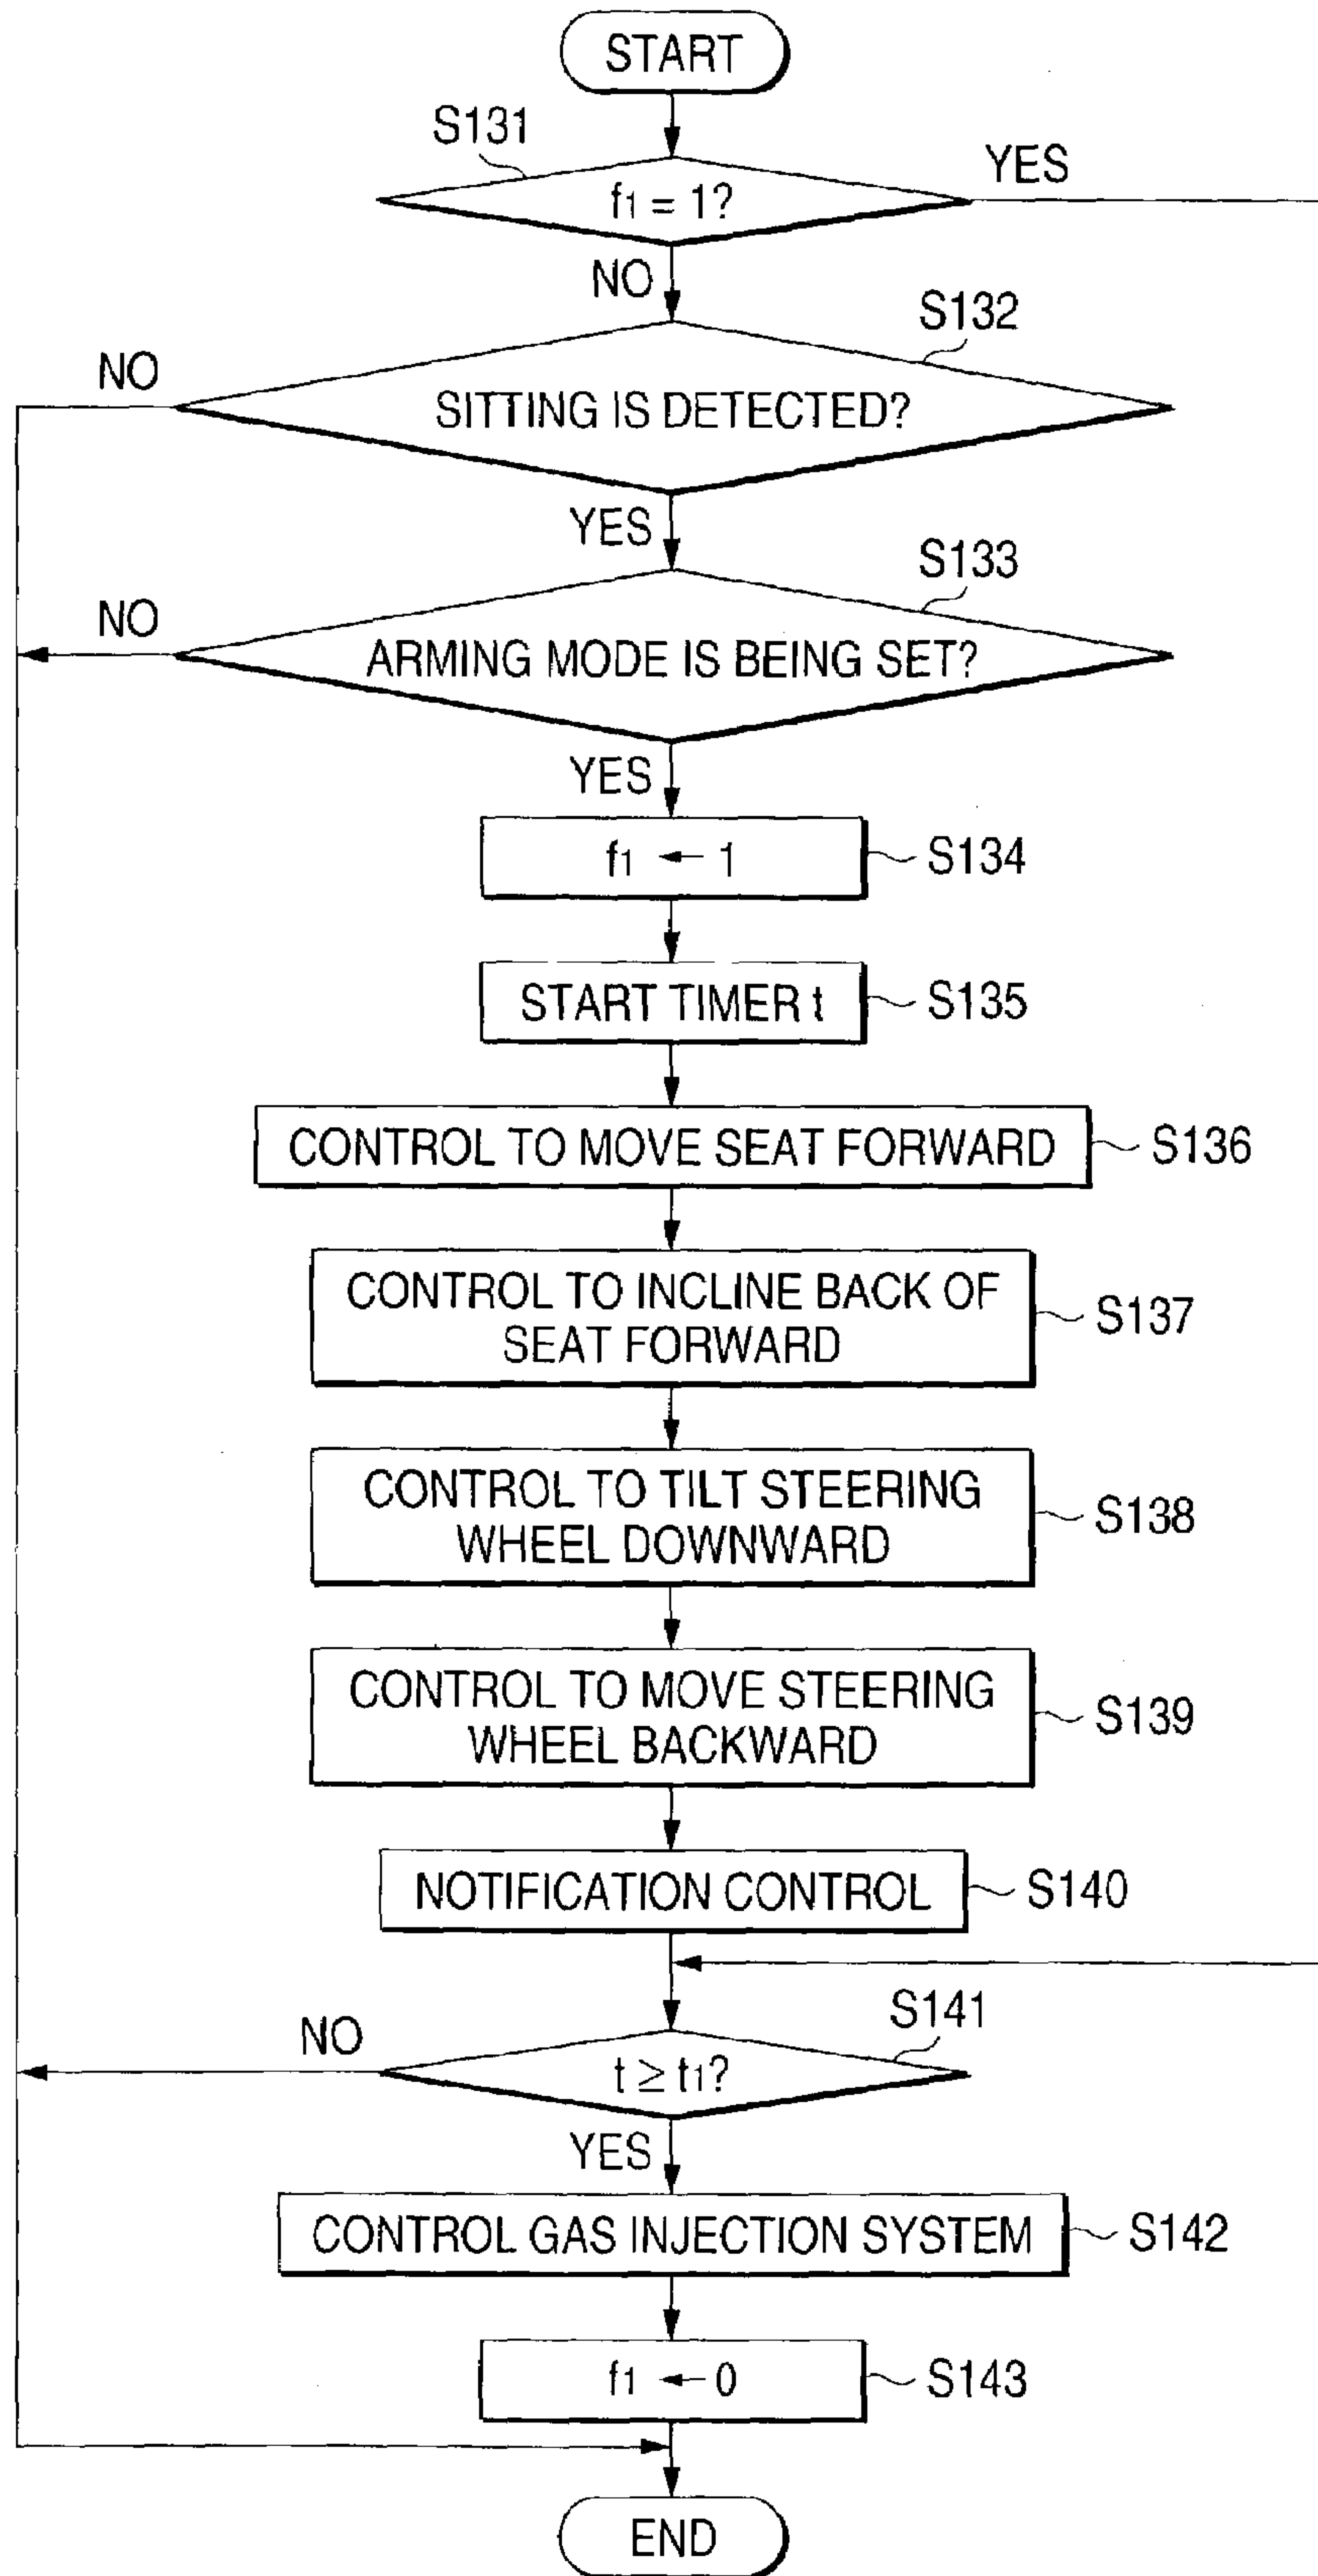 START
S131
f1 = 1?
YES
NO
S132
NO
SITTING IS DETECTED?
YES
S133
NO
ARMING MODE IS BEING SET?
YES
f1 ← 1
S134
START TIMER t
S135
CONTROL TO MOVE SEAT FORWARD
S136
CONTROL TO INCLINE BACK OF
SEAT FORWARD
S137
CONTROL TO TILT STEERING
WHEEL DOWNWARD
S138
CONTROL TO MOVE STEERING
WHEEL BACKWARD
S139
NOTIFICATION CONTROL
S140
S141
NO
t ≥ t1?
YES
CONTROL GAS INJECTION SYSTEM
S142
f1 ← 0
S143
END